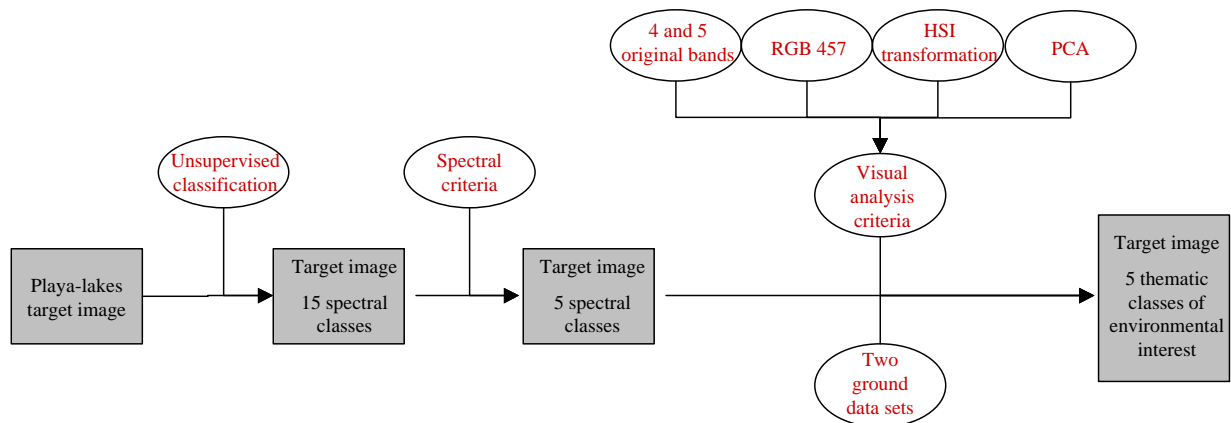 4 and 5
original bands
RGB 457
HSI
transformation
PCA
Unsupervised
classification
Spectral
criteria
Visual
analysis
criteria
Playa-lakes
target image
Target image
15 spectral
classes
Target image
5 spectral
classes
Target image
5 thematic
classes of
environmental
interest
Two
ground
data sets